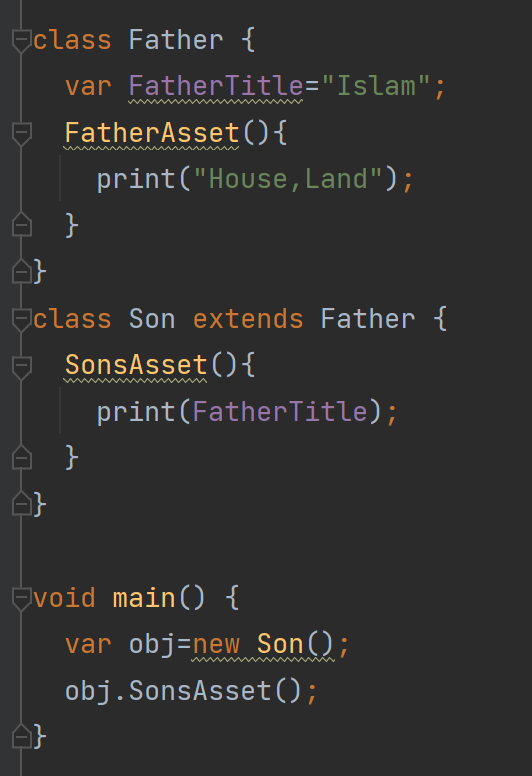 class Father {
  var FatherTitle="Islam";
  FatherAsset(){
    print("House,Land");
  }
}
class Son extends Father {
  SonsAsset(){
    print(FatherTitle);
  }
}

void main() {
  var obj=new Son();
  obj.SonsAsset();
}